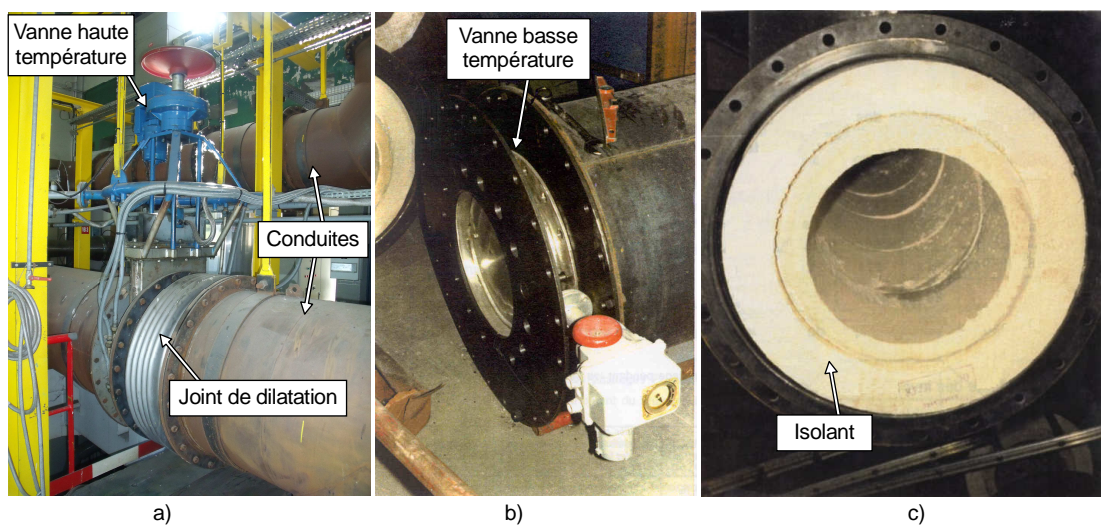 Vanne haute
température
Conduites
Joint de dilatation
a)
Vanne basse
température
b)
Isolant
c)